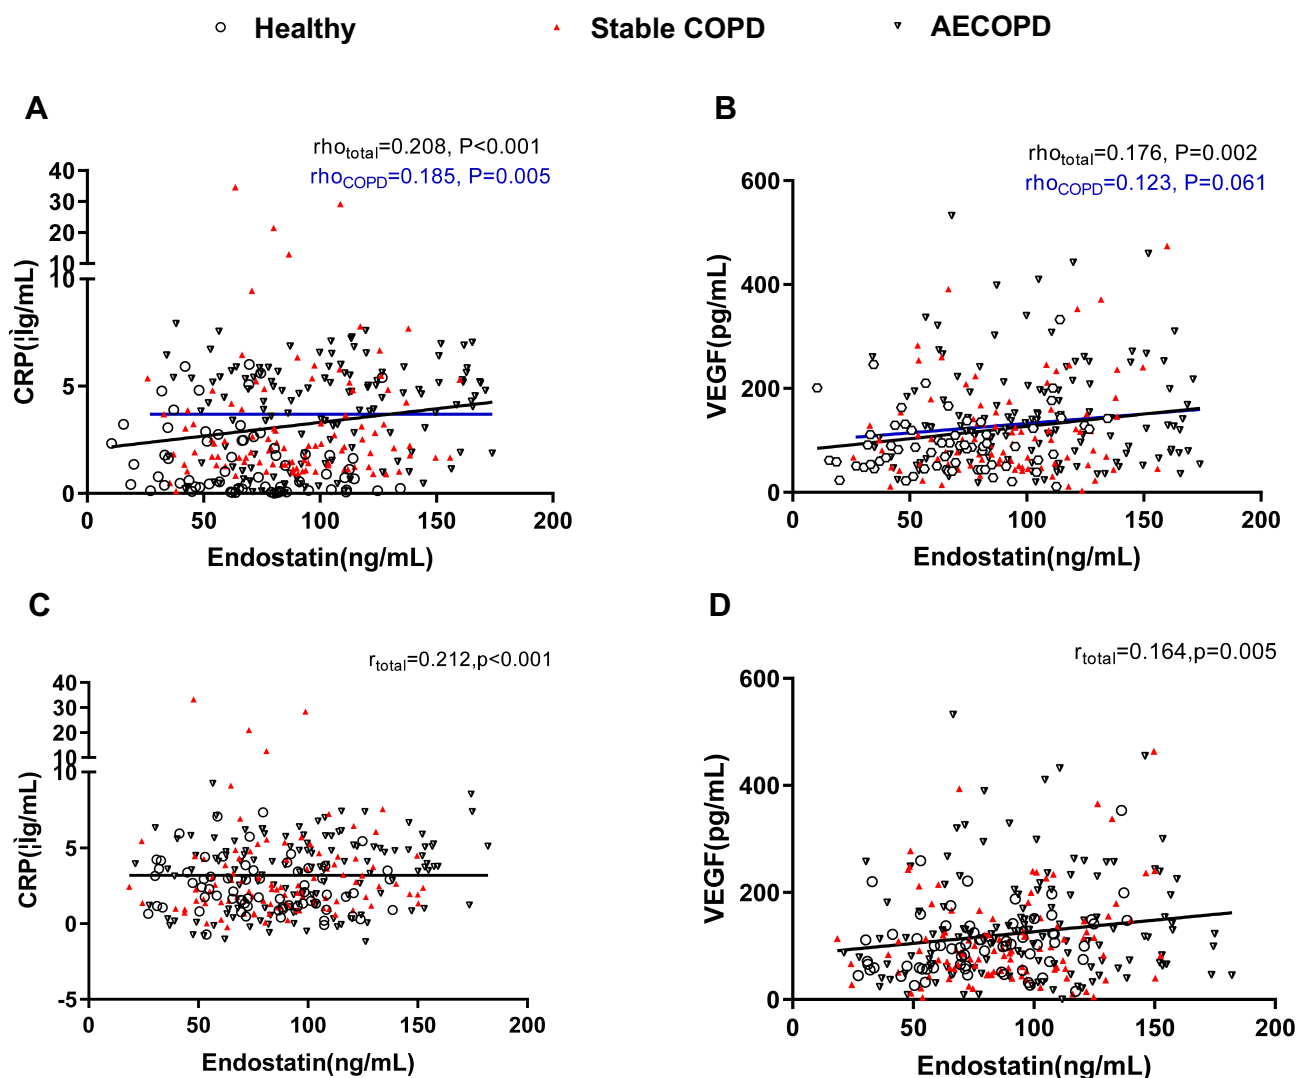 Healthy Stable COPD AECOPD
A
rhototal=0.208, P<0.001
rhoCOPD=0.185, P=0.005
40
30
20
10
10
5
0
CRP(¦Ìg/mL)
0 50 100 150 200
Endostatin(ng/mL)
B
rhototal=0.176, P=0.002
rhoCOPD=0.123, P=0.061
600
400
200
0
VEGF(pg/mL)
0 50 100 150 200
Endostatin(ng/mL)
C
rtotal=0.212,p<0.001
40
30
20
10
10
5
0
-5
CRP(¦Ìg/mL)
0 50 100 150 200
Endostatin(ng/mL)
D
rtotal=0.164,p=0.005
600
400
200
0
VEGF(pg/mL)
0 50 100 150 200
Endostatin(ng/mL)